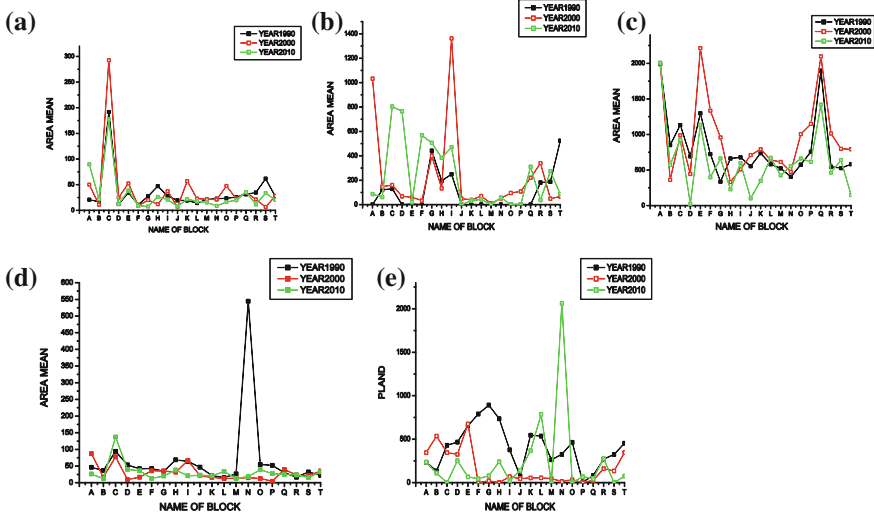 (a)
YEAR1990
YEAR2000
YEAR2010
AREA MEAN
300
250
200
150
100
50
0
A B C D E F G H I J K L M N O P Q R S T
NAME OF BLOCK
(b)
YEAR1990
YEAR2000
YEAR2010
AREA MEAN
1400
1200
1000
800
600
400
200
0
A B C D E F G H I J K L M N O P Q R S T
NAME OF BLOCK
(c)
YEAR1990
YEAR2000
YEAR2010
AREA MEAN
2000
1500
1000
500
0
A B C D E F G H I J K L M N O P Q R S T
NAME OF BLOCK
(d)
YEAR1990
YEAR2000
YEAR2010
AREA MEAN
600
550
500
450
400
350
300
250
200
150
100
50
0
A B C D E F G H I J K L M N O P Q R S T
NAME OF BLOCK
(e)
YEAR1990
YEAR2000
YEAR2010
PLAND
2000
1500
1000
500
0
A B C D E F G H I J K L M N O P Q R S T
NAME OF BLOCK